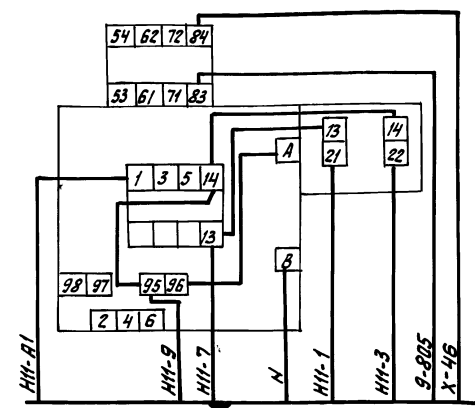 54 62 72 84
53 61 71 83
13 14
21 22
A
1 3 5 14
13
B
98 97 95 96
2 4 6
H11-A1
H11-9
H11-7
N
H11-1
H11-3
9-805
X-46